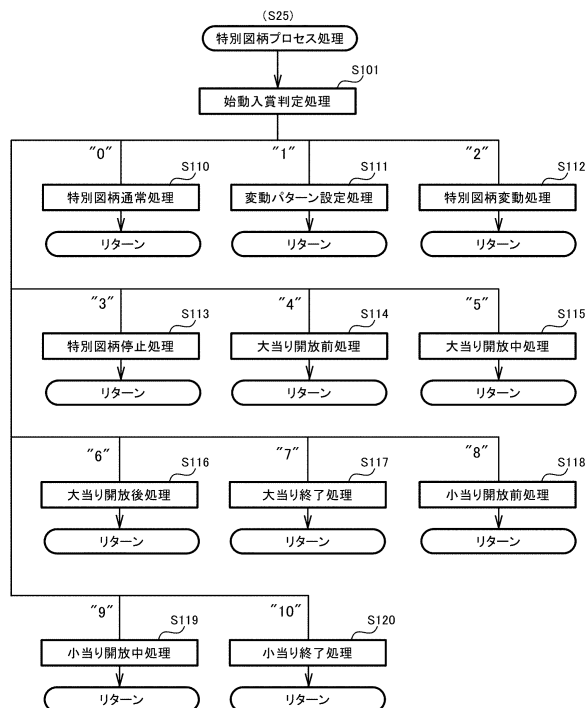 (S25)
特別図柄プロセス処理
S101
始動入賞判定処理
"0"
"1"
"2"
S110
S111
S112
特別図柄通常処理
変動パターン設定処理
特別図柄変動処理
リターン
リターン
リターン
"3"
"4"
"5"
S113
S114
S115
特別図柄停止処理
大当り開放前処理
大当り開放中処理
リターン
リターン
リターン
"6"
"7"
"8"
S116
S117
S118
大当り開放後処理
大当り終了処理
小当り開放前処理
リターン
リターン
リターン
"9"
"10"
S119
S120
小当り開放中処理
小当り終了処理
リターン
リターン